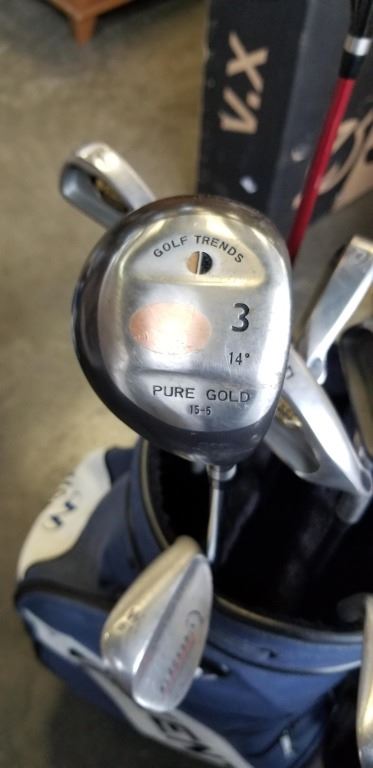 V.X
GOLF TRENDS
3
14°
PURE GOLD
15-5